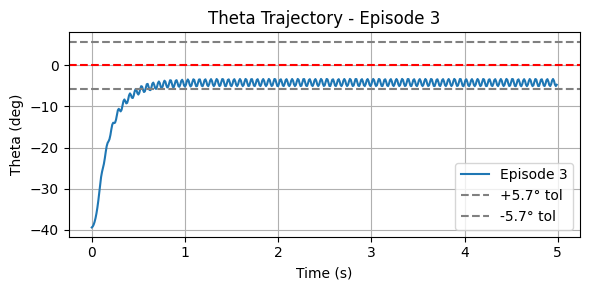 Theta Trajectory - Episode 3
Theta (deg)
0
−10
−20
−30
−40
Episode 3
+5.7° tol
-5.7° tol
0
1
2
3
4
5
Time (s)